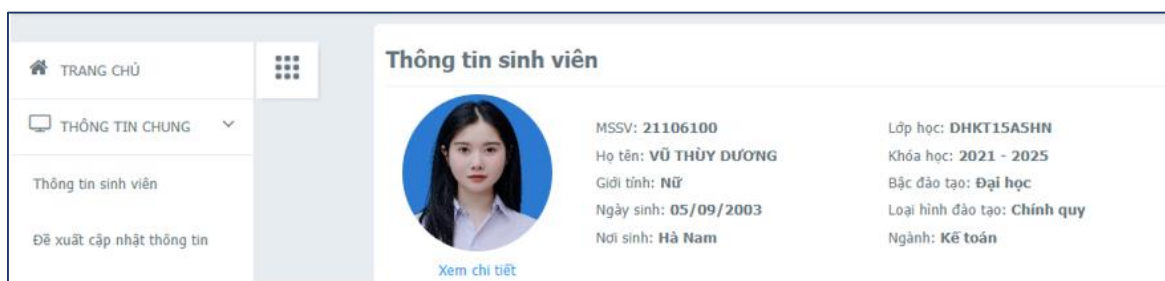 TRANG CHỦ
THÔNG TIN CHUNG
Thông tin sinh viên
Đề xuất cập nhật thông tin
Thông tin sinh viên
Xem chi tiết
MSSV: 21106100
Họ tên: VŨ THÙY DƯƠNG
Giới tính: Nữ
Ngày sinh: 05/09/2003
Nơi sinh: Hà Nam
Lớp học: DHKT15A5HN
Khóa học: 2021 - 2025
Bậc đào tạo: Đại học
Loại hình đào tạo: Chính quy
Ngành: Kế toán